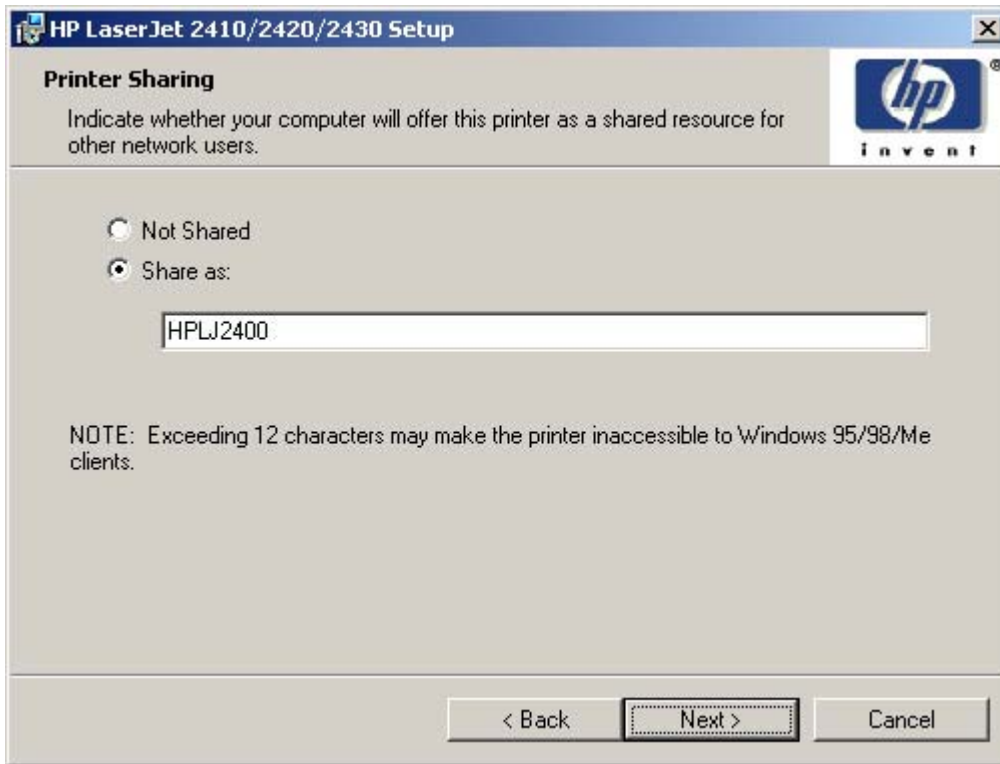 HP LaserJet 2410/2420/2430 Setup
Printer Sharing
Indicate whether your computer will offer this printer as a shared resource for
other network users.
hp
®
invent
Not Shared
Share as:
HPLJ2400
NOTE:  Exceeding 12 characters may make the printer inaccessible to Windows 95/98/Me
clients.
< Back
Next >
Cancel